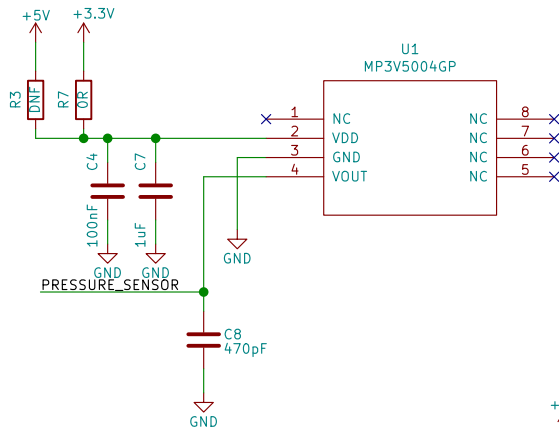 +5V
+3.3V
U1
MP3V5004GP
R3
DNF
R7
0R
1
NC
NC
8
2
VDD
NC
7
3
GND
NC
6
4
VOUT
NC
5
C4
100nF
C7
1uF
GND
GND
GND
PRESSURE_SENSOR
C8
470pF
GND
+